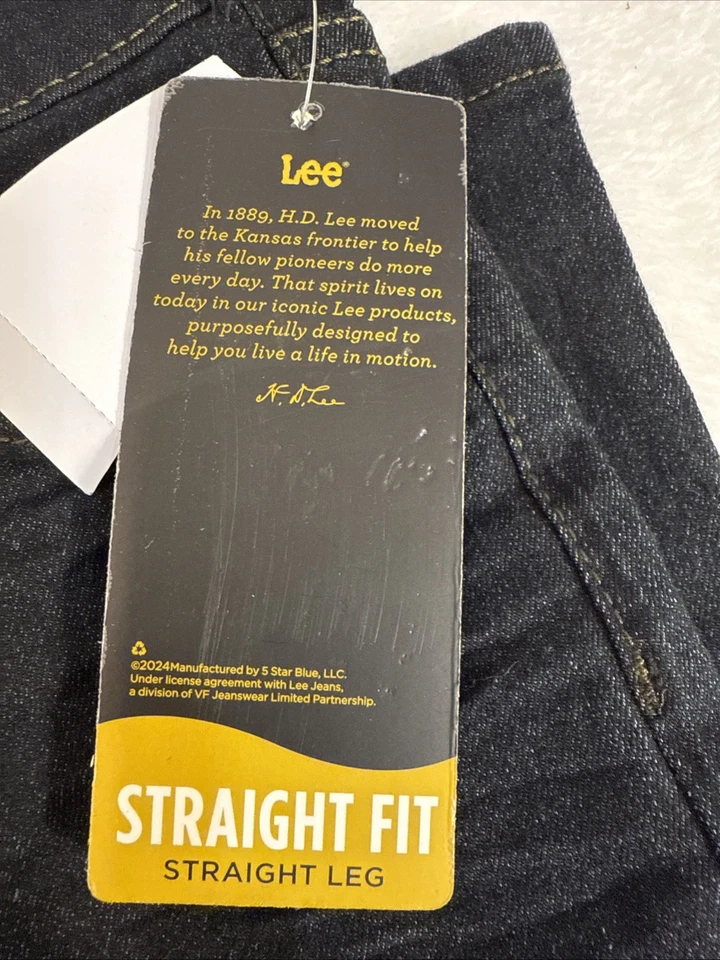 Lee®
In 1889, H.D. Lee moved
to the Kansas frontier to help
his fellow pioneers do more
every day. That spirit lives on
today in our iconic Lee products,
purposefully designed to
help you live a life in motion.
H. D. Lee
©2024Manufactured by 5 Star Blue, LLC.
Under license agreement with Lee Jeans,
a division of VF Jeanswear Limited Partnership.
STRAIGHT FIT
STRAIGHT LEG